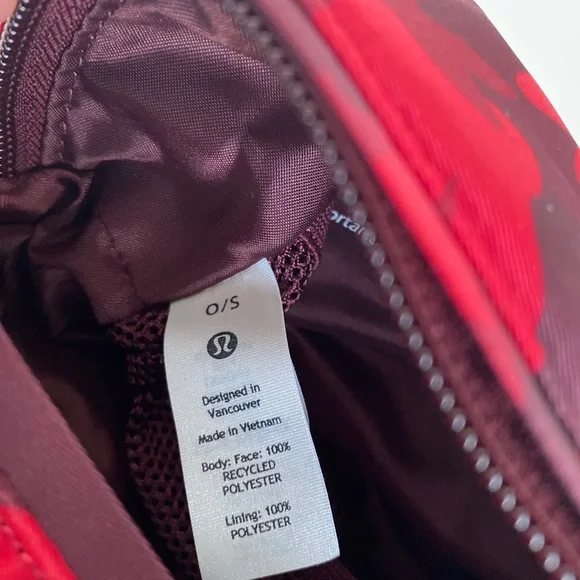 O/S
Designed in
Vancouver
Made in Vietnam
Body: Face: 100%
RECYCLED
POLYESTER
Lining: 100%
POLYESTER